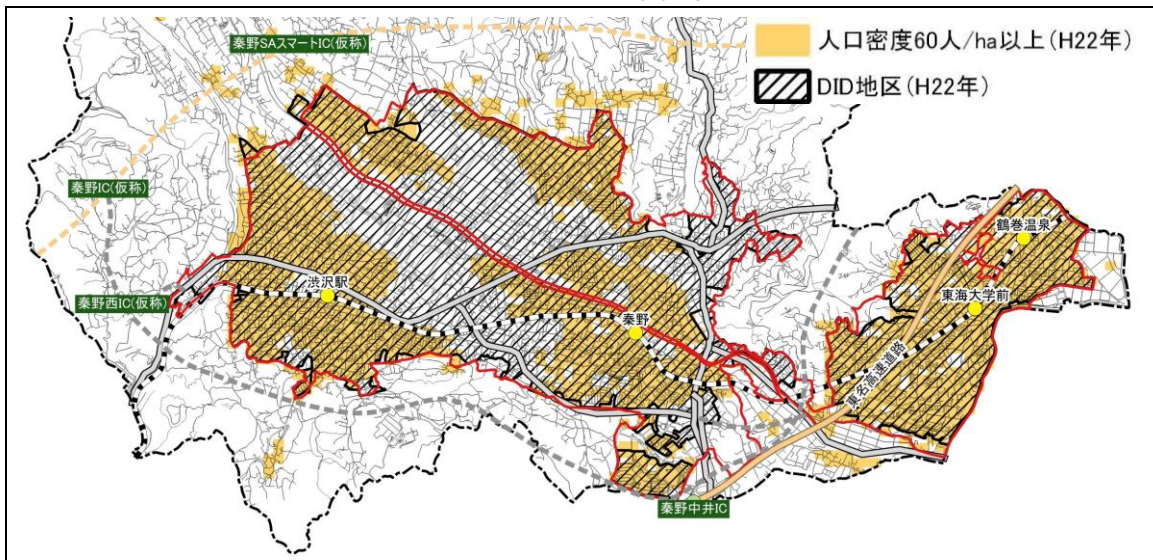 秦野SAスマートIC(仮称)
人口密度60人/ha以上(H22年)
DID地区(H22年)
秦野IC(仮称)
鶴巻温泉
渋沢駅
秦野西IC(仮称)
東海大学前
秦野
東名高速道路
秦野中井IC